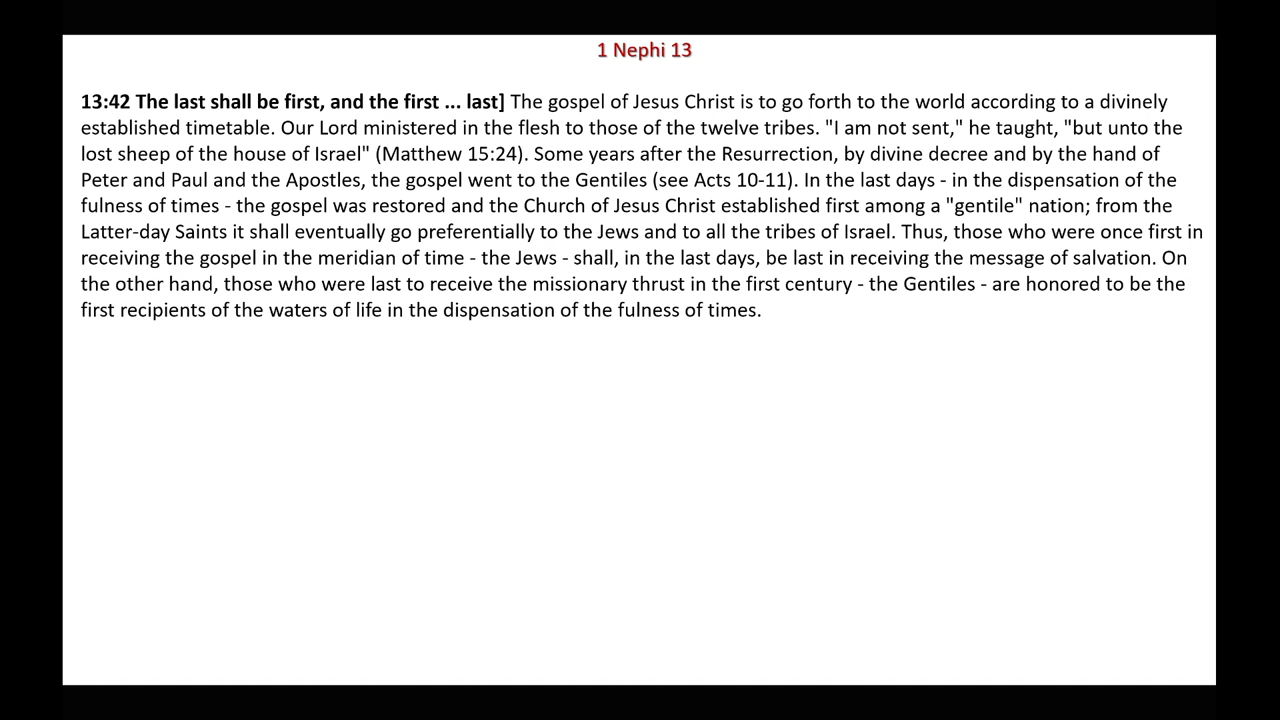 1 Nephi 13
13:42 The last shall be first, and the first ... last] The gospel of Jesus Christ is to go forth to the world according to a divinely
established timetable. Our Lord ministered in the flesh to those of the twelve tribes. "I am not sent," he taught, "but unto the
lost sheep of the house of Israel" (Matthew 15:24). Some years after the Resurrection, by divine decree and by the hand of
Peter and Paul and the Apostles, the gospel went to the Gentiles (see Acts 10-11). In the last days - in the dispensation of the
fulness of times - the gospel was restored and the Church of Jesus Christ established first among a "gentile" nation; from the
Latter-day Saints it shall eventually go preferentially to the Jews and to all the tribes of Israel. Thus, those who were once first in
receiving the gospel in the meridian of time - the Jews - shall, in the last days, be last in receiving the message of salvation. On
the other hand, those who were last to receive the missionary thrust in the first century - the Gentiles - are honored to be the
first recipients of the waters of life in the dispensation of the fulness of times.